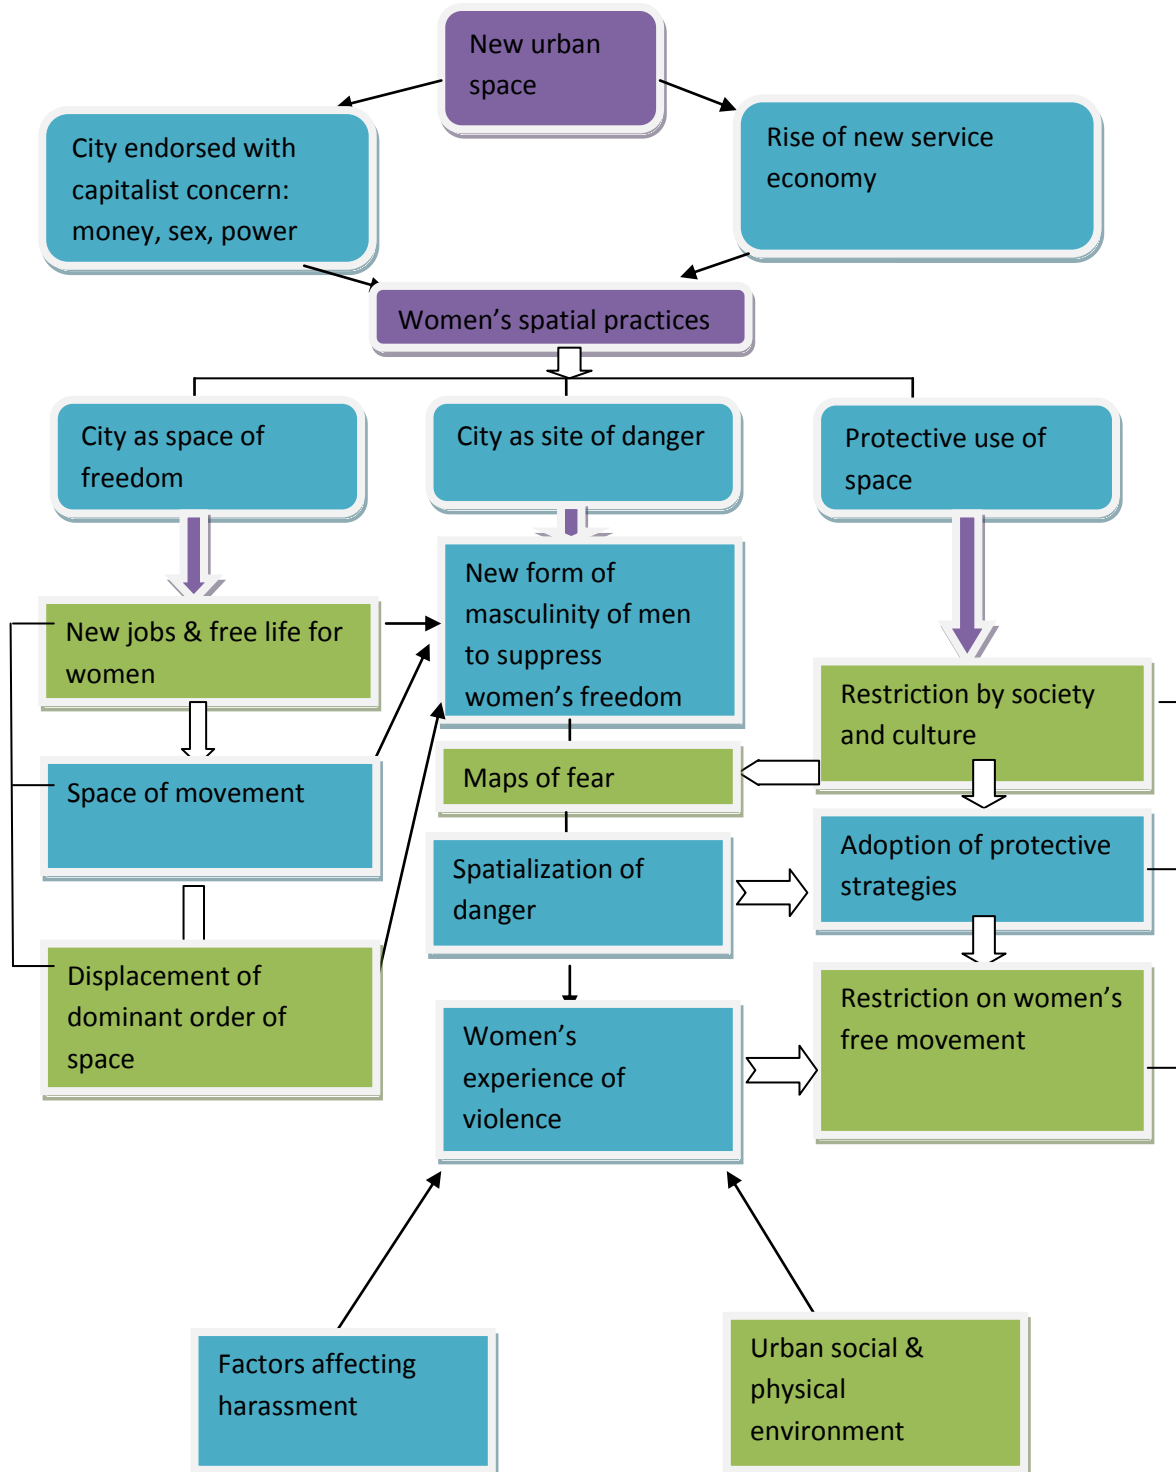 New urban
space
City endorsed with
capitalist concern:
money, sex, power
Rise of new service
economy
Women’s spatial practices
City as space of
freedom
City as site of danger
Protective use of
space
New jobs & free life for
women
New form of
masculinity of men
to suppress
women’s freedom
Restriction by society
and culture
Space of movement
Maps of fear
Spatialization of
danger
Adoption of protective
strategies
Displacement of
dominant order of
space
Women’s
experience of
violence
Restriction on women’s
free movement
Factors affecting
harassment
Urban social &
physical
environment